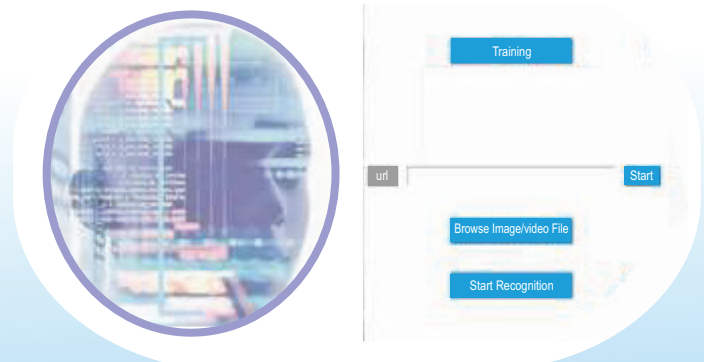 Training
url
Start
Browse Image/video File
Start Recognition